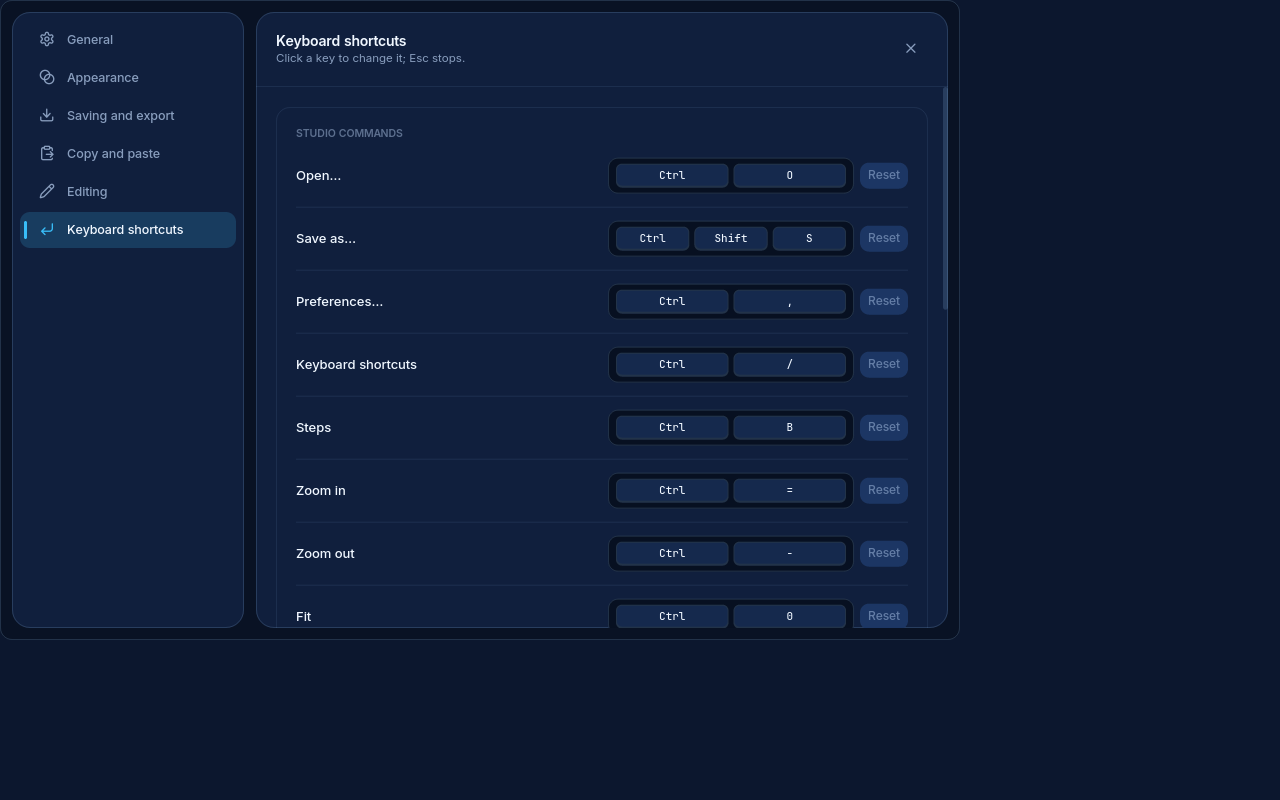 General
Appearance
Saving and export
Copy and paste
Editing
Keyboard shortcuts
Keyboard shortcuts
Click a key to change it; Esc stops.
STUDIO COMMANDS
Open... Ctrl O Reset
Save as... Ctrl Shift S Reset
Preferences... Ctrl , Reset
Keyboard shortcuts Ctrl / Reset
Steps Ctrl B Reset
Zoom in Ctrl = Reset
Zoom out Ctrl - Reset
Fit Ctrl 0 Reset